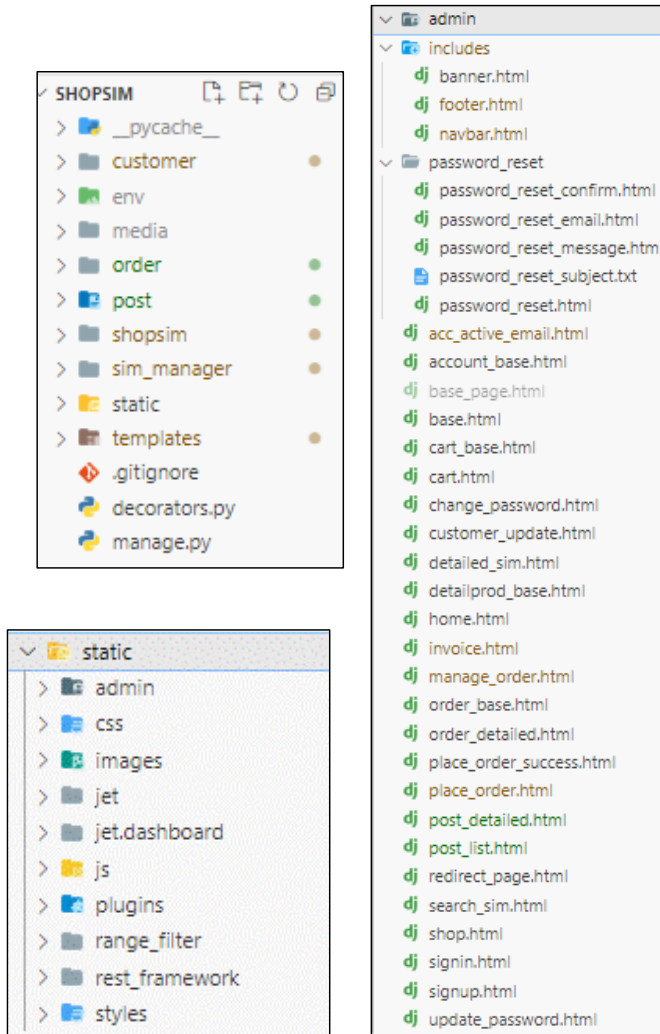 SHOPSIM
__pycache__
customer
env
media
order
post
shopsim
sim_manager
static
templates
.gitignore
decorators.py
manage.py
static
admin
css
images
jet
jet.dashboard
js
plugins
range_filter
rest_framework
styles
admin
includes
banner.html
footer.html
navbar.html
password_reset
password_reset_confirm.html
password_reset_email.html
password_reset_message.htm
password_reset_subject.txt
password_reset.html
acc_active_email.html
account_base.html
base_page.html
base.html
cart_base.html
cart.html
change_password.html
customer_update.html
detailed_sim.html
detailprod_base.html
home.html
invoice.html
manage_order.html
order_base.html
order_detailed.html
place_order_success.html
place_order.html
post_detailed.html
post_list.html
redirect_page.html
search_sim.html
shop.html
signin.html
signup.html
update_password.html